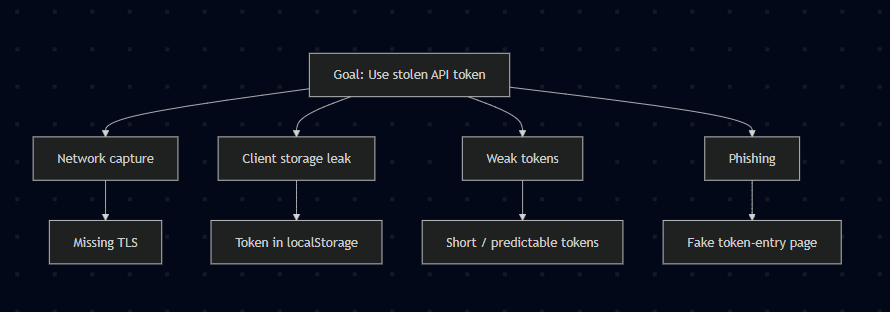 Goal: Use stolen API token
Network capture
Client storage leak
Weak tokens
Phishing
Missing TLS
Token in localStorage
Short / predictable tokens
Fake token-entry page